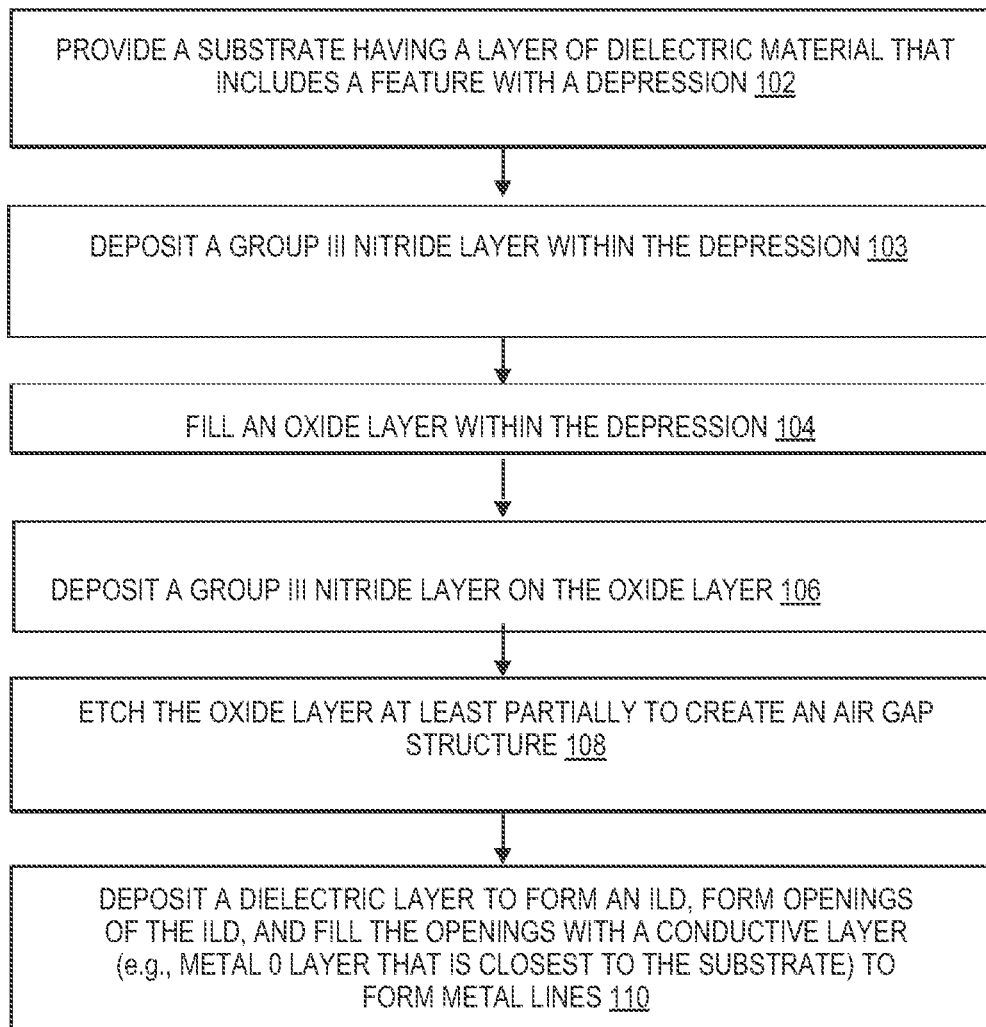 PROVIDE A SUBSTRATE HAVING A LAYER OF DIELECTRIC MATERIAL THAT
INCLUDES A FEATURE WITH A DEPRESSION 102
DEPOSIT A GROUP III NITRIDE LAYER WITHIN THE DEPRESSION 103
FILL AN OXIDE LAYER WITHIN THE DEPRESSION 104
DEPOSIT A GROUP III NITRIDE LAYER ON THE OXIDE LAYER 106
ETCH THE OXIDE LAYER AT LEAST PARTIALLY TO CREATE AN AIR GAP
STRUCTURE 108
DEPOSIT A DIELECTRIC LAYER TO FORM AN ILD, FORM OPENINGS
OF THE ILD, AND FILL THE OPENINGS WITH A CONDUCTIVE LAYER
(e.g., METAL 0 LAYER THAT IS CLOSEST TO THE SUBSTRATE) TO
FORM METAL LINES 110